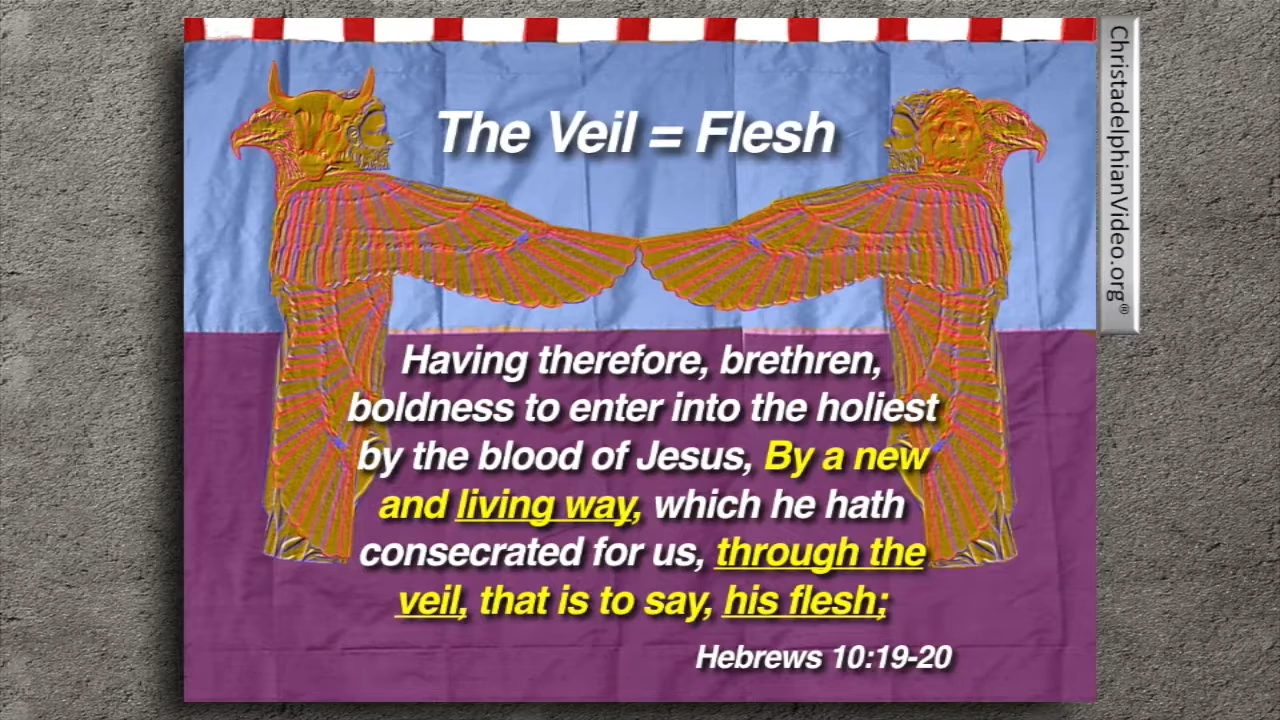 The Veil = Flesh
Having therefore, brethren,
boldness to enter into the holiest
by the blood of Jesus, By a new
and living way, which he hath
consecrated for us, through the
veil, that is to say, his flesh;
Hebrews 10:19-20
ChristadelphianVideo.org®